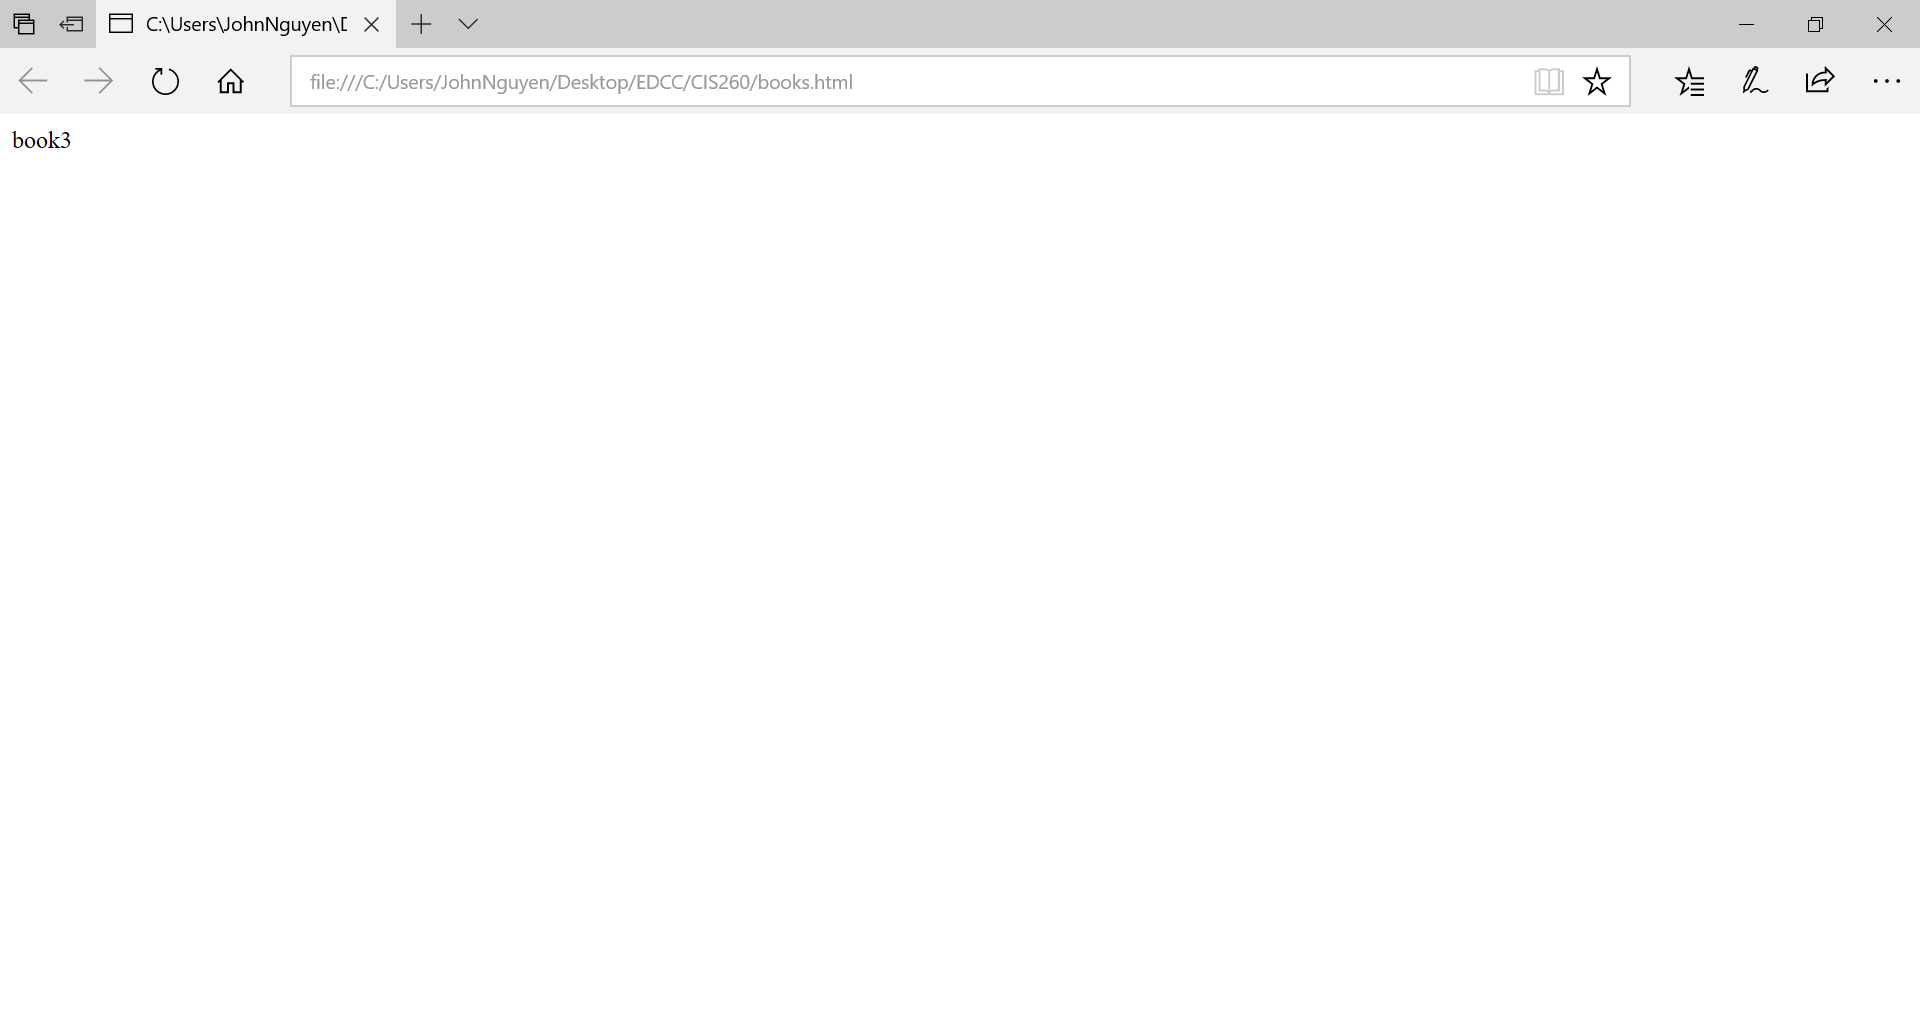 C:\Users\JohnNguyen\D
file:///C:/Users/JohnNguyen/Desktop/EDCC/CIS260/books.html
book3